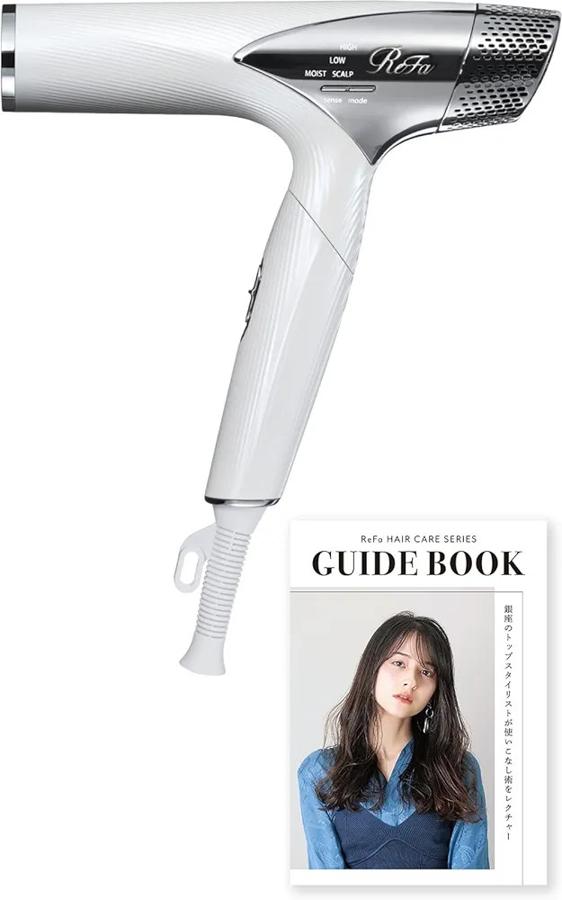 HIGH
LOW
MOIST SCALP
ReFa
sense mode
ReFa HAIR CARE SERIES
GUIDE BOOK
銀座のトップスタイリストが使いこなし術をレクチャー